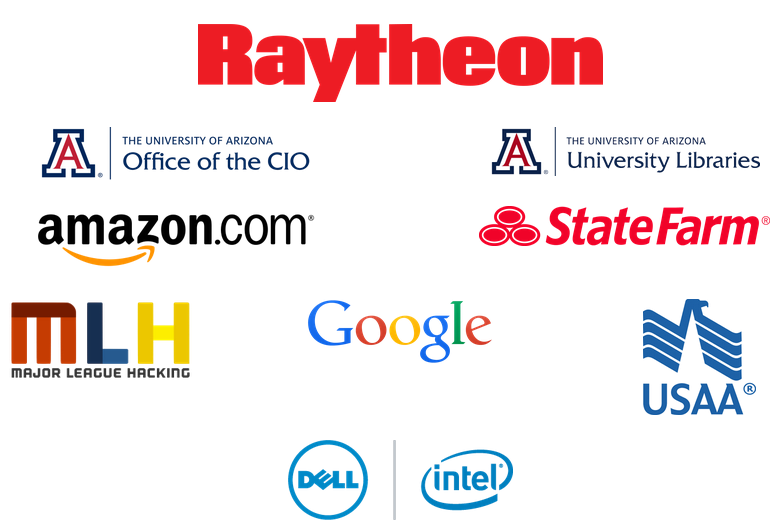 Raytheon
A
®
THE UNIVERSITY OF ARIZONA
Office of the CIO
A
®
THE UNIVERSITY OF ARIZONA
University Libraries
amazon.com®
StateFarm®
MLH
MAJOR LEAGUE HACKING
Google
USAA®
DELL
intel®